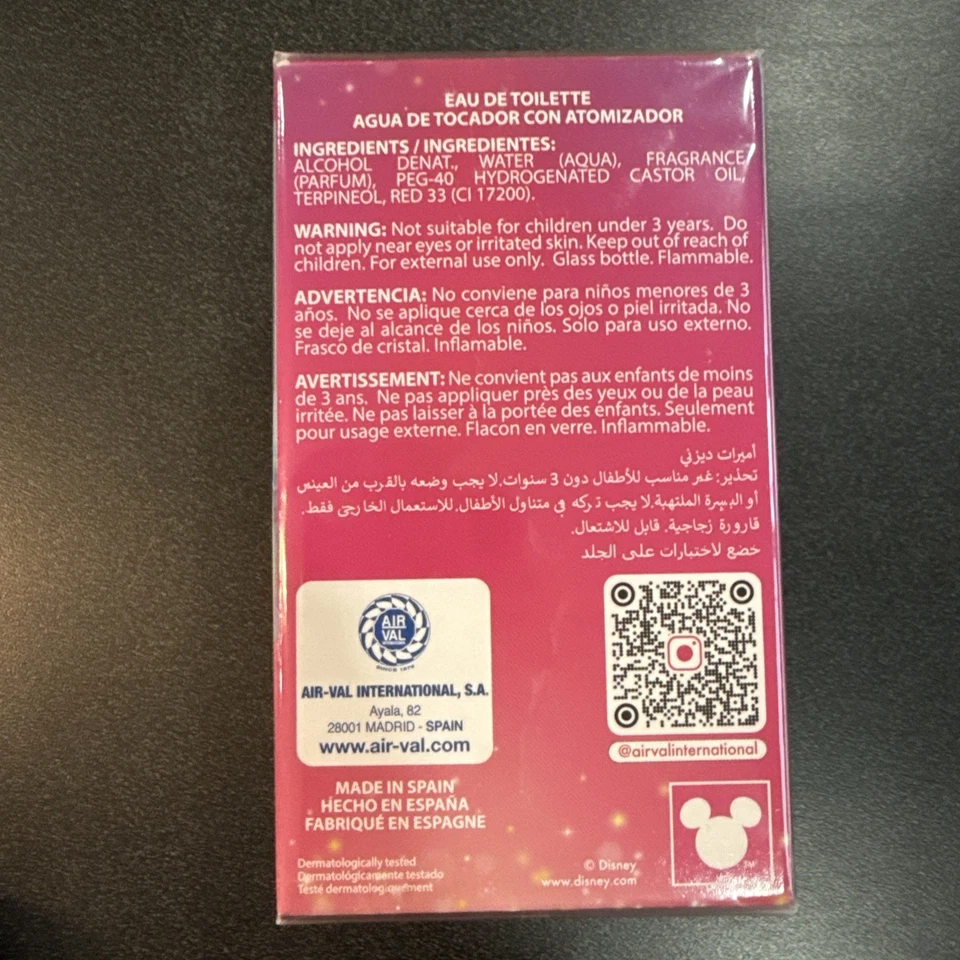 EAU DE TOILETTE
AGUA DE TOCADOR CON ATOMIZADOR
INGREDIENTS / INGREDIENTES:
ALCOHOL DENAT., WATER (AQUA), FRAGRANCE
(PARFUM), PEG-40 HYDROGENATED CASTOR OIL,
TERPINEOL, RED 33 (CI 17200).
WARNING: Not suitable for children under 3 years. Do
not apply near eyes or irritated skin. Keep out of reach of
children. For external use only. Glass bottle. Flammable.
ADVERTENCIA: No conviene para niños menores de 3
años. No se aplique cerca de los ojos o piel irritada. No
se deje al alcance de los niños. Solo para uso externo.
Frasco de cristal. Inflamable.
AVERTISSEMENT: Ne convient pas aux enfants de moins
de 3 ans. Ne pas appliquer près des yeux ou de la peau
irritée. Ne pas laisser à la portée des enfants. Seulement
pour usage externe. Flacon en verre. Inflammable.
أميرات ديزني
تحذير: غير مناسب للأطفال دون 3 سنوات.لا يجب وضعه بالقرب من العينين
أو البشرة الملتهبة.لا يجب تركه في متناول الأطفال.للاستعمال الخارجي فقط.
قارورة زجاجية. قابل للاشتعال.
خضع لاختبارات على الجلد
AIR
VAL
INTERNATIONAL
SINCE 1979
AIR-VAL INTERNATIONAL, S.A.
Ayala, 82
28001 MADRID - SPAIN
www.air-val.com
@airvalinternational
MADE IN SPAIN
HECHO EN ESPAÑA
FABRIQUÉ EN ESPAGNE
Dermatologically tested
Dermatológicamente testado
Testé dermatologiquement
© Disney
www.disney.com
TM